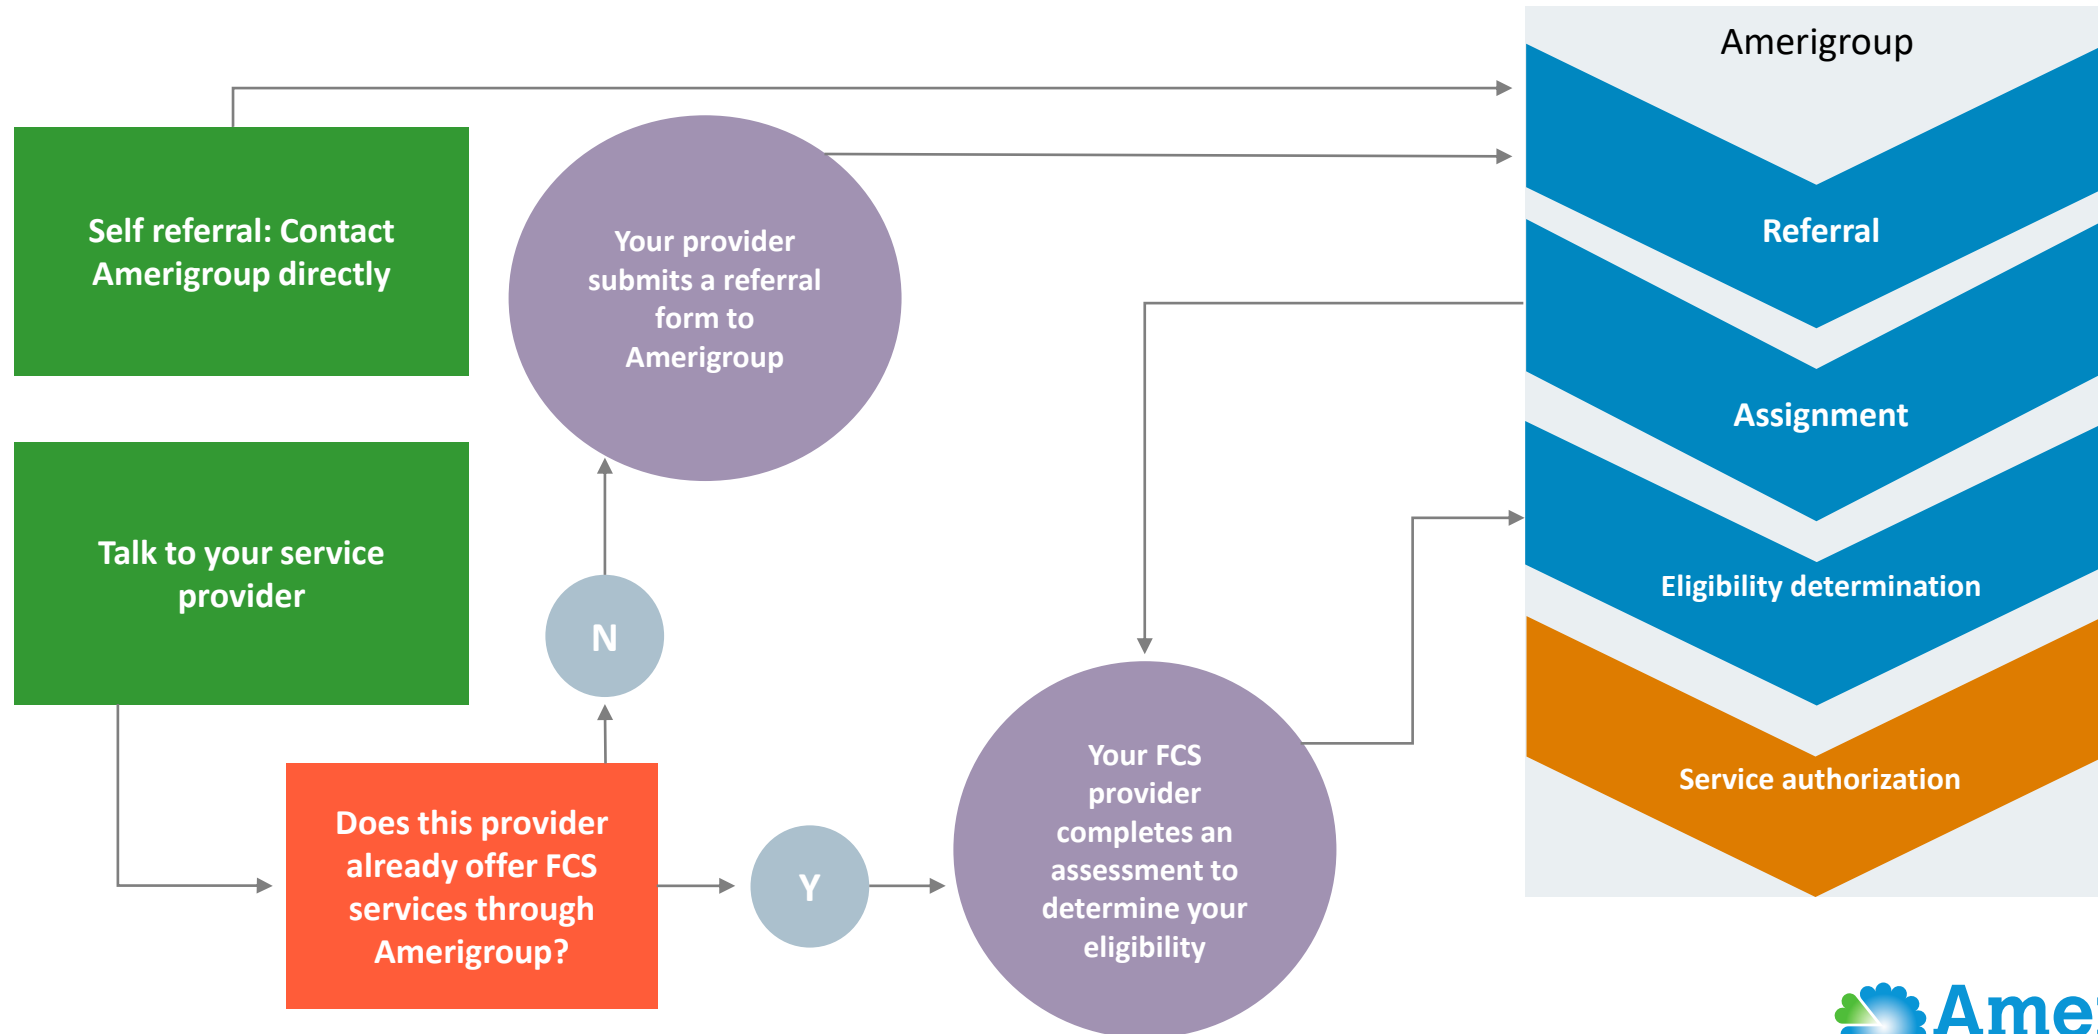 Amerigroup
Self referral: Contact
Amerigroup directly
Your provider
submits a referral
form to
Amerigroup
Referral
Assignment
Talk to your service
provider
N
Eligibility determination
Does this provider
already offer FCS
services through
Amerigroup?
Y
Your FCS
provider
completes an
assessment to
determine your
eligibility
Service authorization